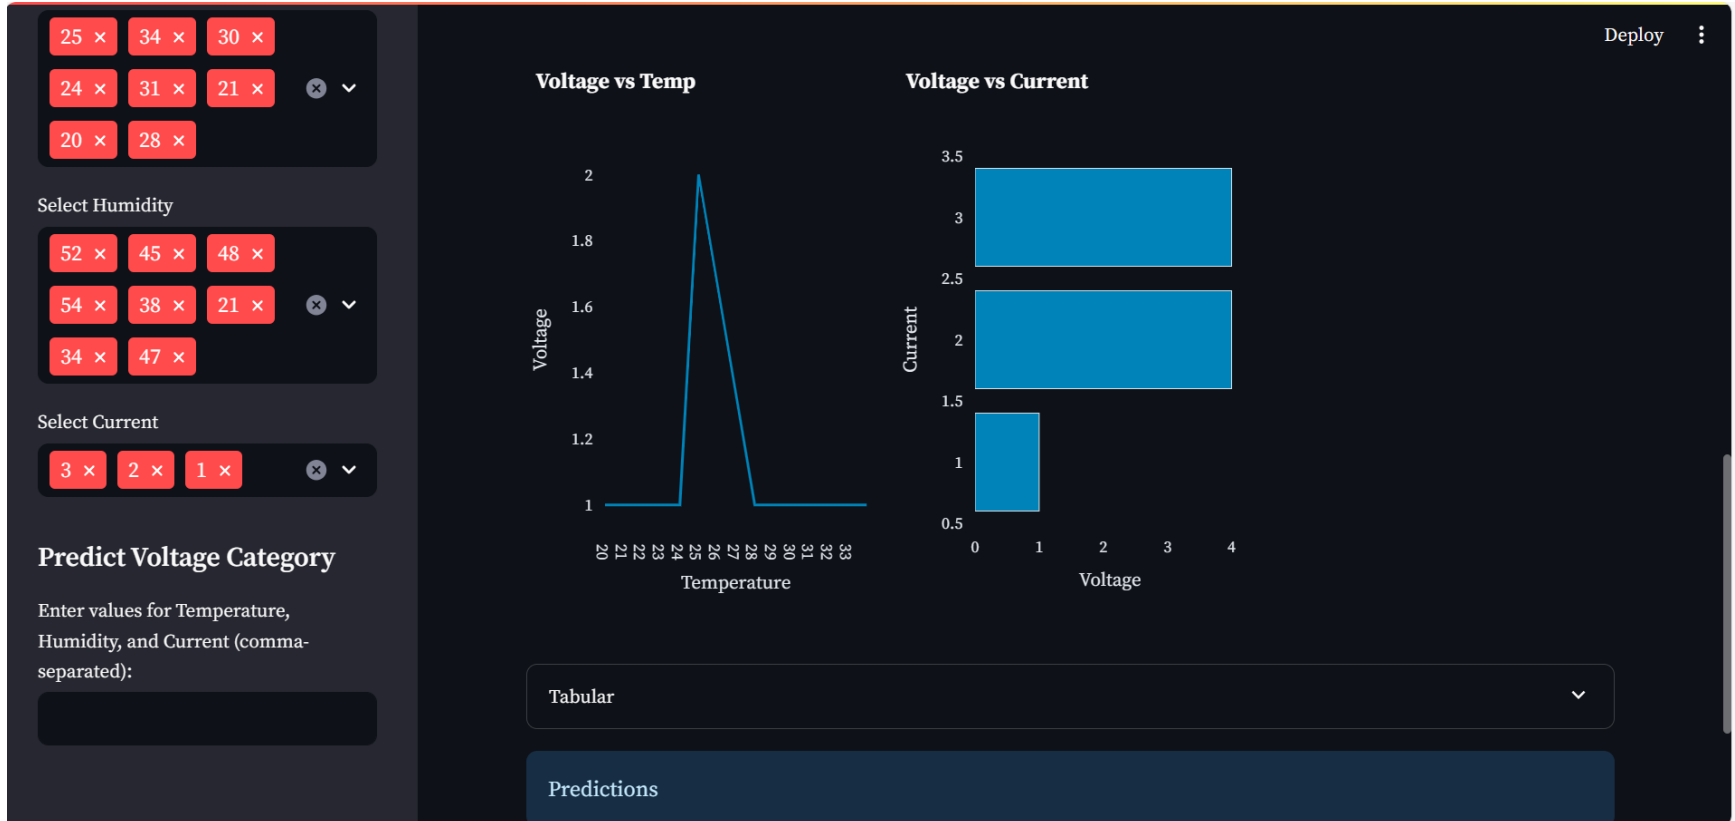 25 × 34 × 30 ×
24 × 31 × 21 ×
20 × 28 ×
Select Humidity
52 × 45 × 48 ×
54 × 38 × 21 ×
34 × 47 ×
Select Current
3 × 2 × 1 ×
Predict Voltage Category
Enter values for Temperature,
Humidity, and Current (comma-
separated):
Deploy
Voltage vs Temp
2
1.8
1.6
1.4
1.2
1
Voltage
20 21 22 23 24 25 26 27 28 29 30 31 32 33
Temperature
Voltage vs Current
3.5
3
2.5
2
1.5
1
0.5
Current
0 1 2 3 4
Voltage
Tabular
Predictions